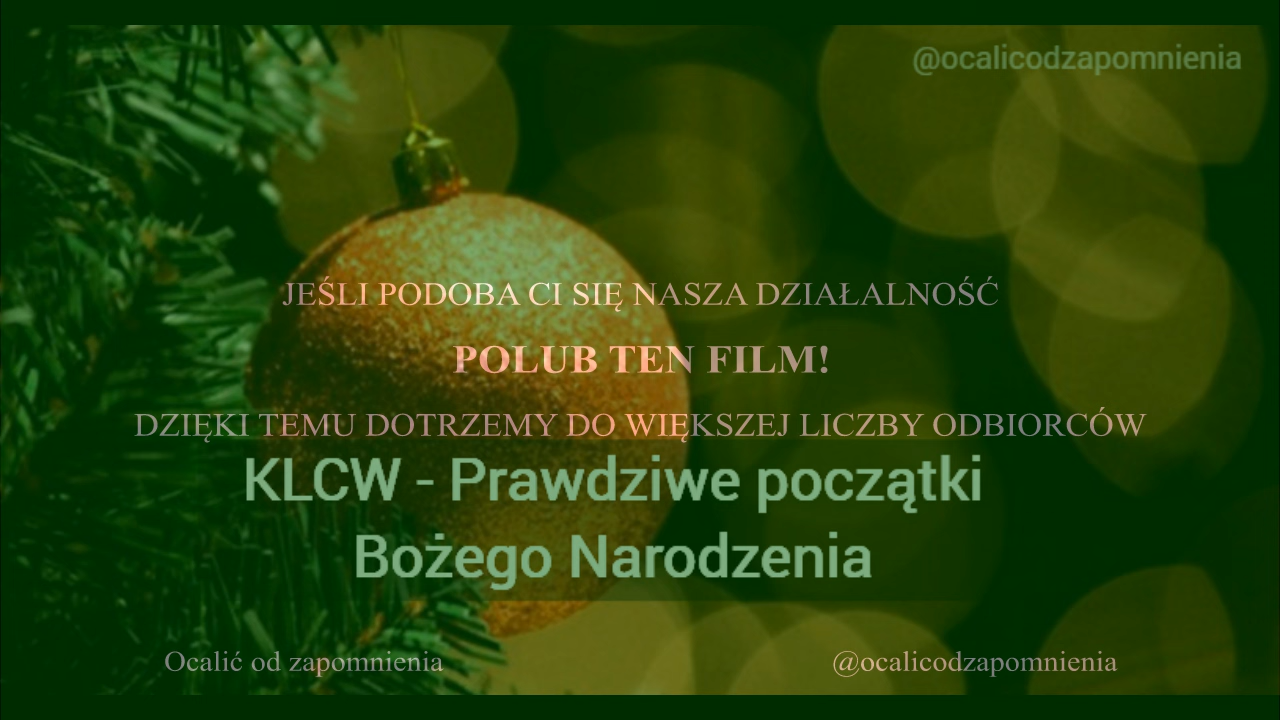 @ocalicodzapomnienia
JEŚLI PODOBA CI SIĘ NASZA DZIAŁALNOŚĆ
POLUB TEN FILM!
DZIĘKI TEMU DOTRZEMY DO WIĘKSZEJ LICZBY ODBIORCÓW
KLCW - Prawdziwe początki
Bożego Narodzenia
Ocalić od zapomnienia
@ocalicodzapomnienia